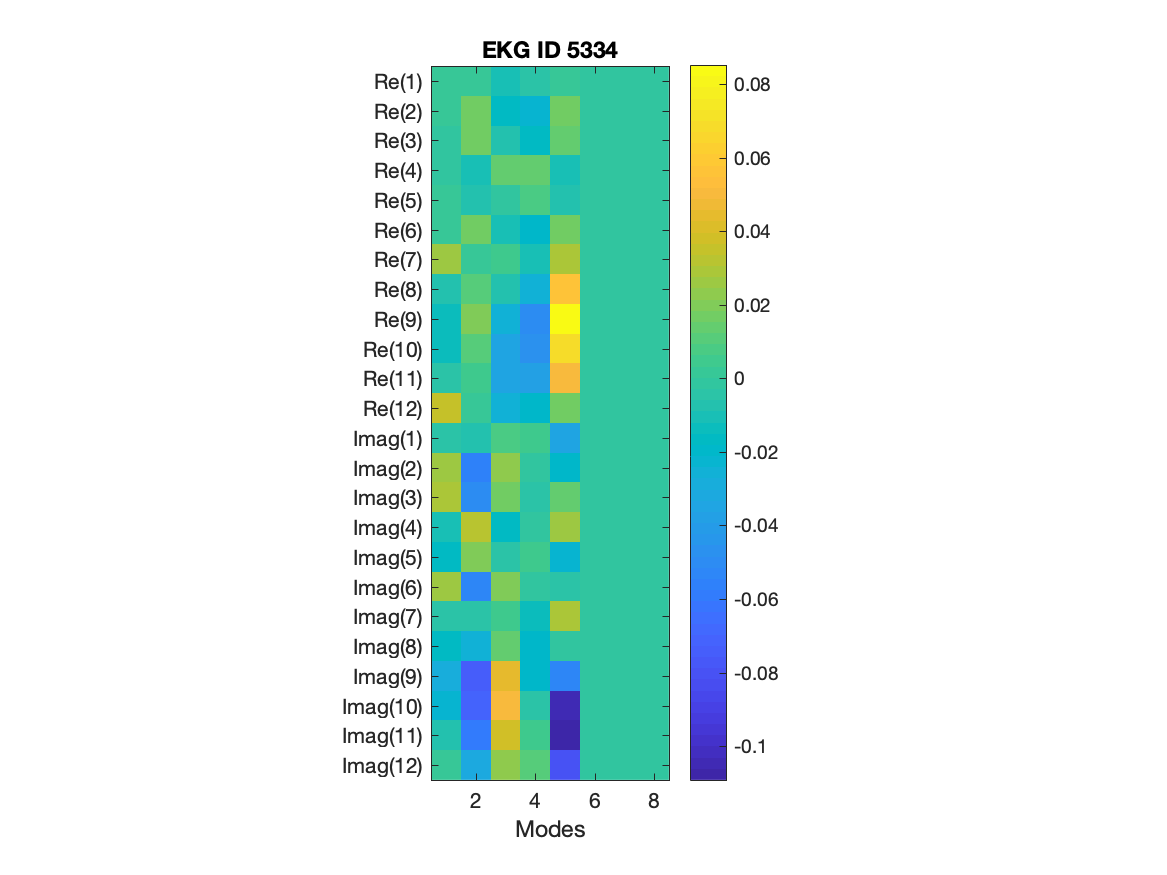 EKG ID 5334
Re(1)
Re(2)
Re(3)
Re(4)
Re(5)
Re(6)
Re(7)
Re(8)
Re(9)
Re(10)
Re(11)
Re(12)
Imag(1)
Imag(2)
Imag(3)
Imag(4)
Imag(5)
Imag(6)
Imag(7)
Imag(8)
Imag(9)
Imag(10)
Imag(11)
Imag(12)
2 4 6 8
Modes
0.08
0.06
0.04
0.02
0
-0.02
-0.04
-0.06
-0.08
-0.1